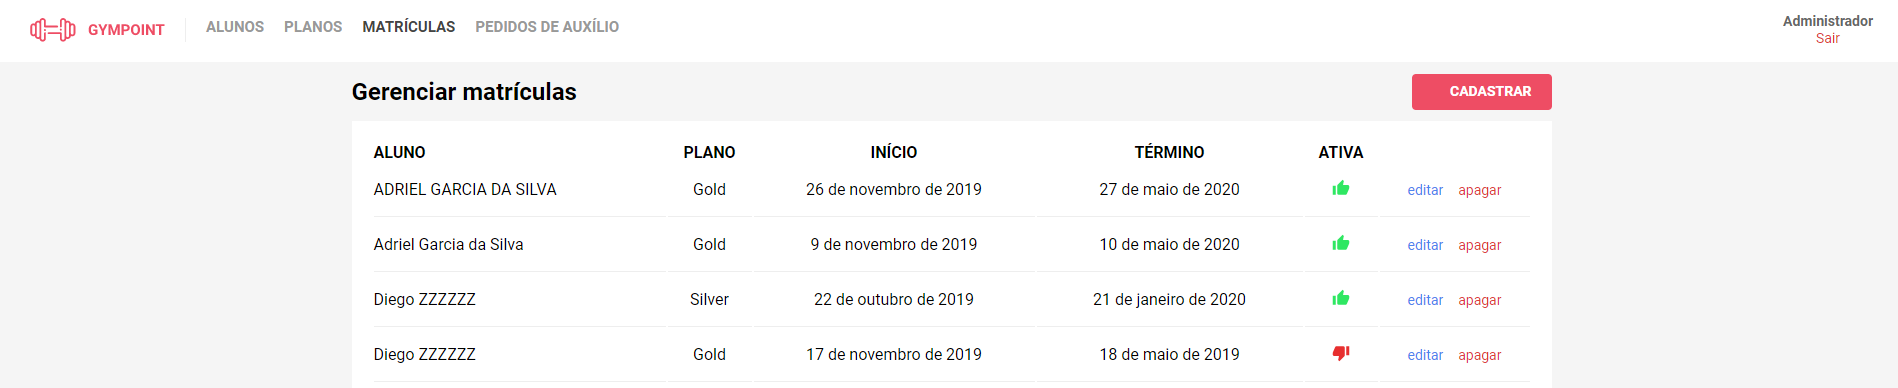 GYMPOINT ALUNOS PLANOS MATRÍCULAS PEDIDOS DE AUXÍLIO Administrador
Sair
Gerenciar matrículas CADASTRAR
ALUNO PLANO INÍCIO TÉRMINO ATIVA
ADRIEL GARCIA DA SILVA Gold 26 de novembro de 2019 27 de maio de 2020 editar apagar
Adriel Garcia da Silva Gold 9 de novembro de 2019 10 de maio de 2020 editar apagar
Diego ZZZZZZ Silver 22 de outubro de 2019 21 de janeiro de 2020 editar apagar
Diego ZZZZZZ Gold 17 de novembro de 2019 18 de maio de 2019 editar apagar